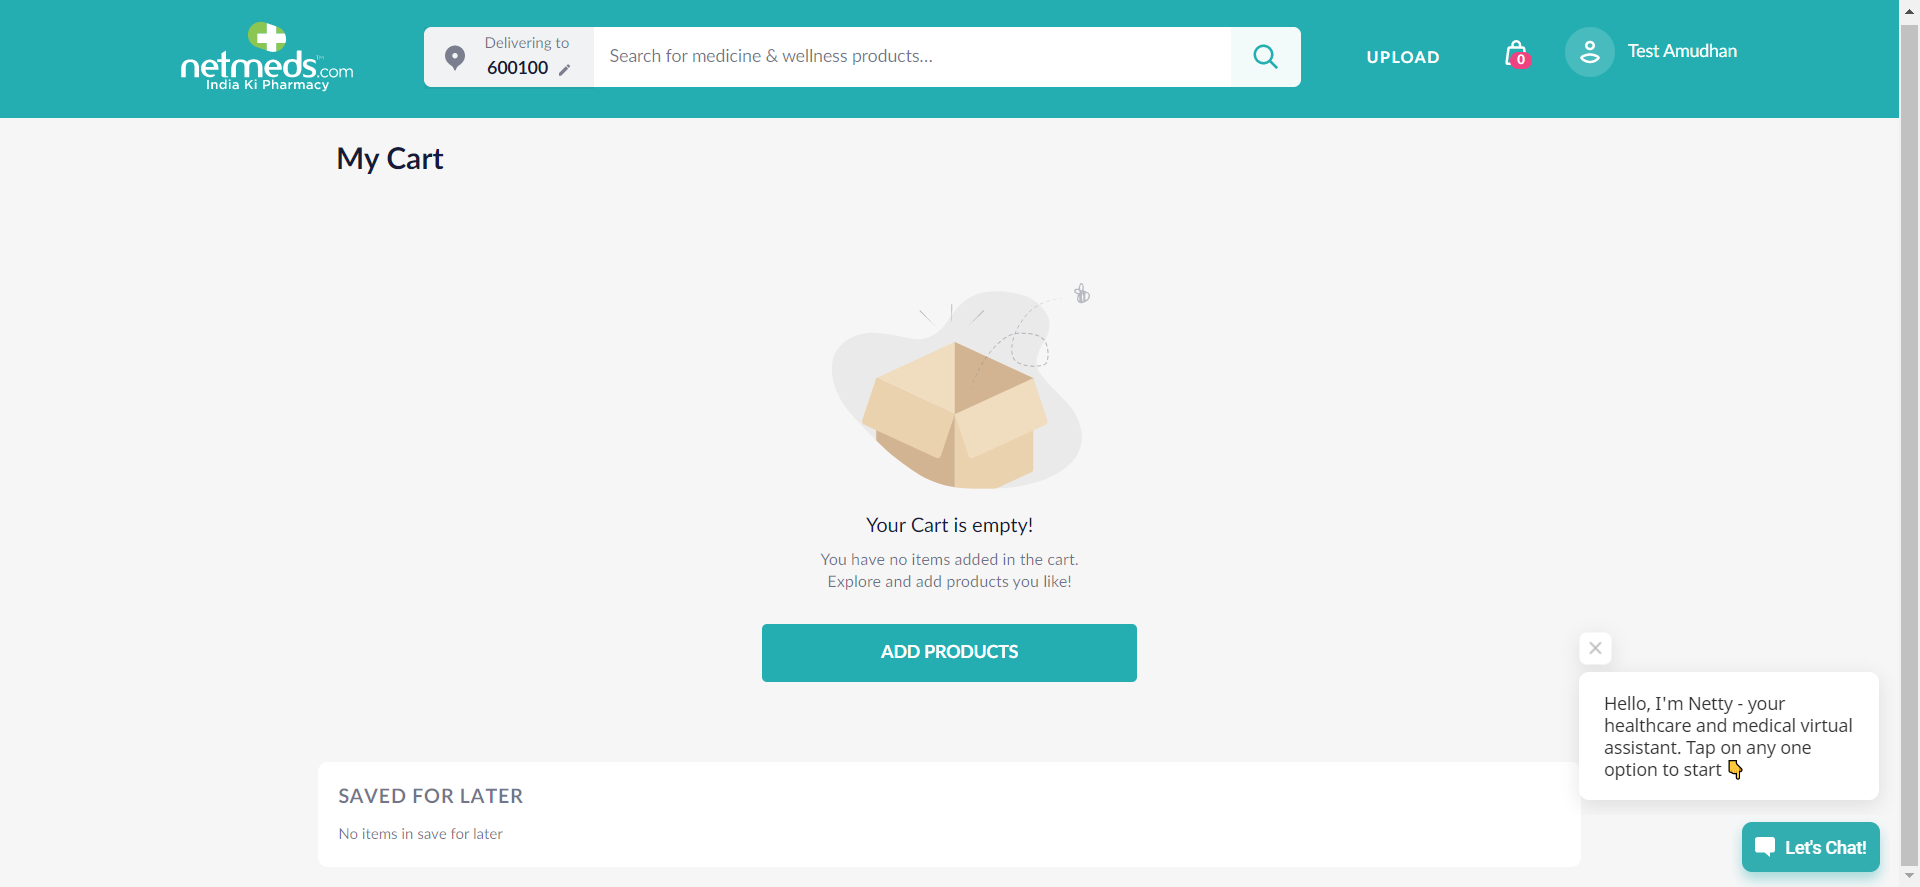 netmeds.com
India Ki Pharmacy
Delivering to
600100
Search for medicine & wellness products...
UPLOAD
0
Test Amudhan
My Cart
Your Cart is empty!
You have no items added in the cart.
Explore and add products you like!
ADD PRODUCTS
SAVED FOR LATER
No items in save for later
Hello, I'm Netty - your
healthcare and medical virtual
assistant. Tap on any one
option to start 👇
Let's Chat!